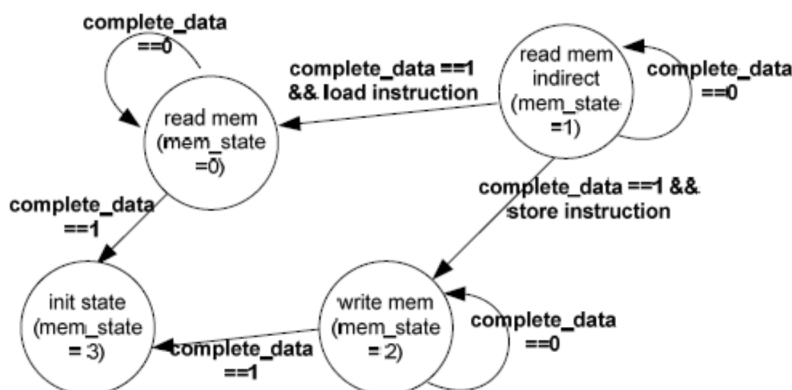 complete_data
==0
complete_data ==1
&& load instruction
read mem
indirect
(mem_state
=1)
complete_data
==0
read mem
(mem_state
=0)
complete_data ==1 &&
store instruction
complete_data
==1
init state
(mem_state
= 3)
write mem
(mem_state
= 2)
complete_data
==0
complete_data
==1